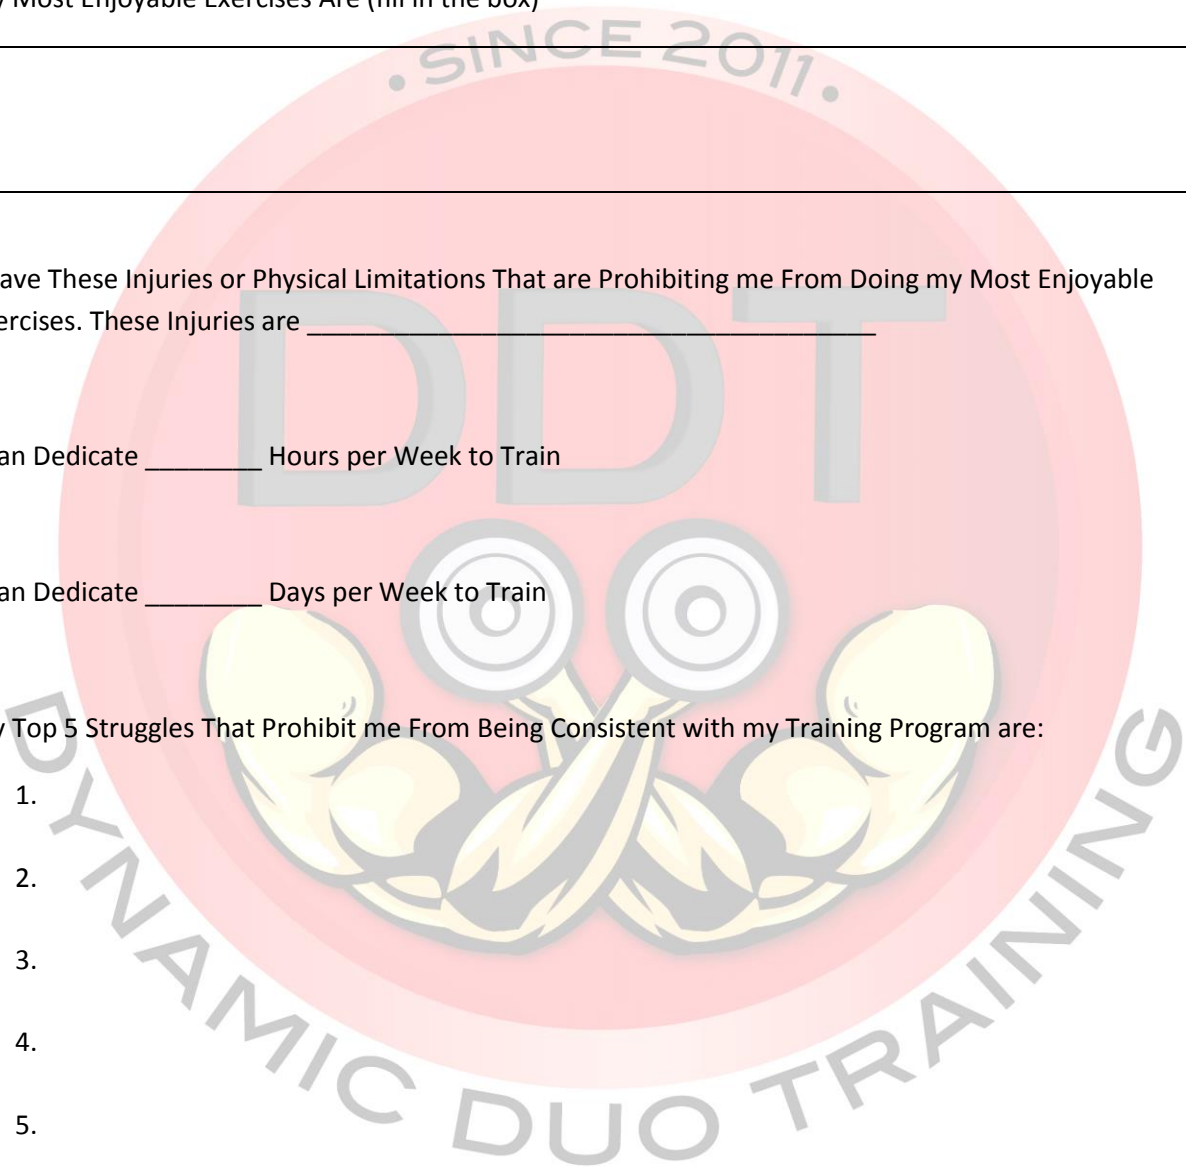 y Most Enjoyable Exercises Are (fill in the box)
• SINCE 2011 •
ave These Injuries or Physical Limitations That are Prohibiting me From Doing my Most Enjoyable
ercises. These Injuries are _______________________________________
DDT
an Dedicate ________ Hours per Week to Train
an Dedicate ________ Days per Week to Train
y Top 5 Struggles That Prohibit me From Being Consistent with my Training Program are:
1.
2.
3.
4.
5.
DYNAMIC DUO TRAINING